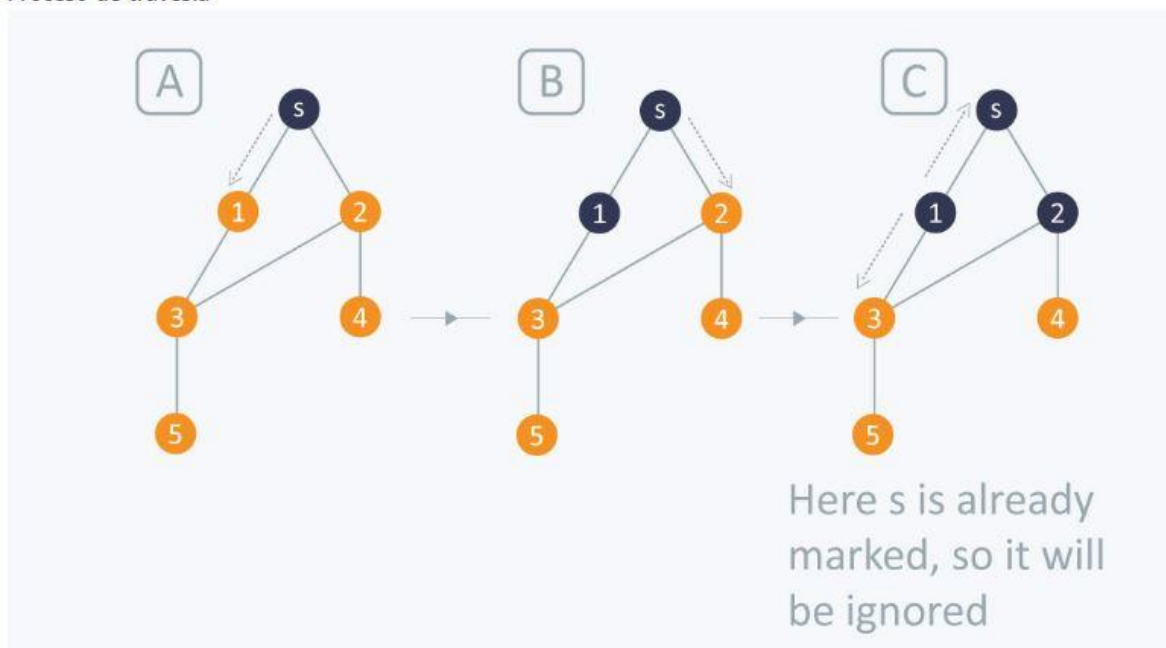 A B C
s s s
1 2 1 2 1 2
3 4 3 4 3 4
5 5 5
Here s is already
marked, so it will
be ignored